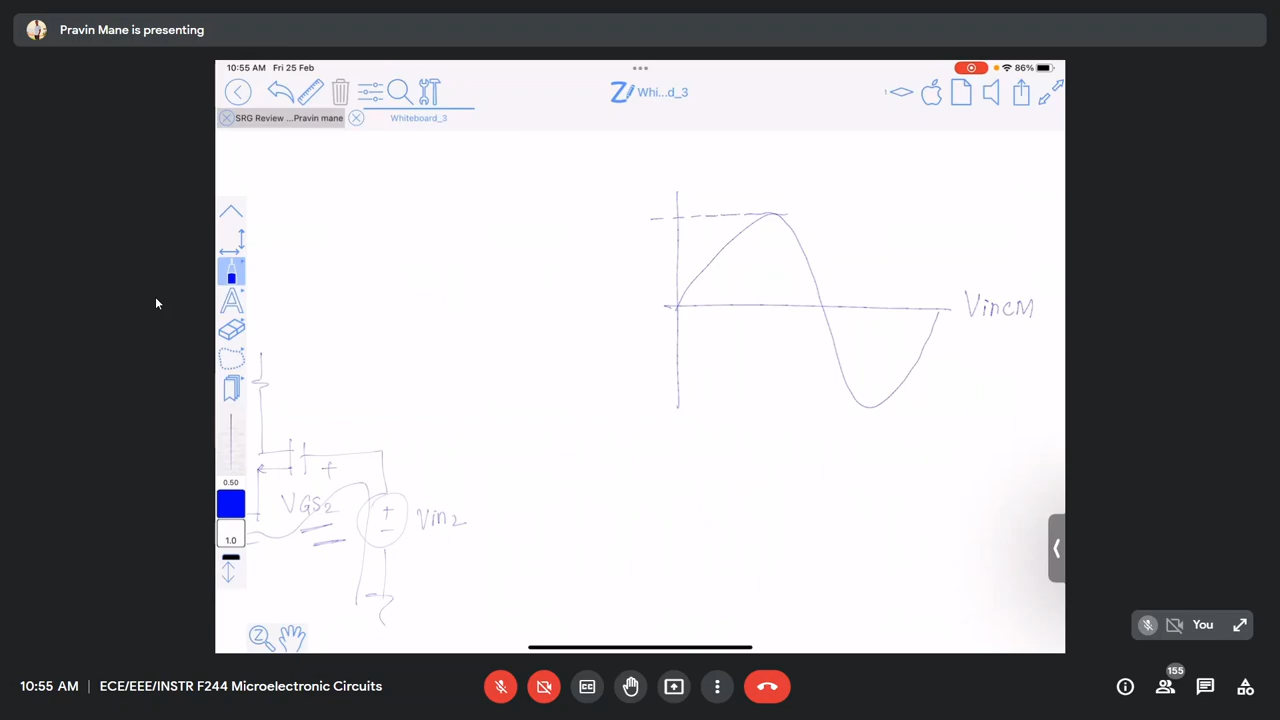 Pravin Mane is presenting
10:55 AM Fri 25 Feb
86%
Whi...d_3
1
SRG Review ...Pravin mane
Whiteboard_3
A
VinCM
0.50
1.0
+
VGS2
+
-
Vin2
Z
You
10:55 AM | ECE/EEE/INSTR F244 Microelectronic Circuits
155